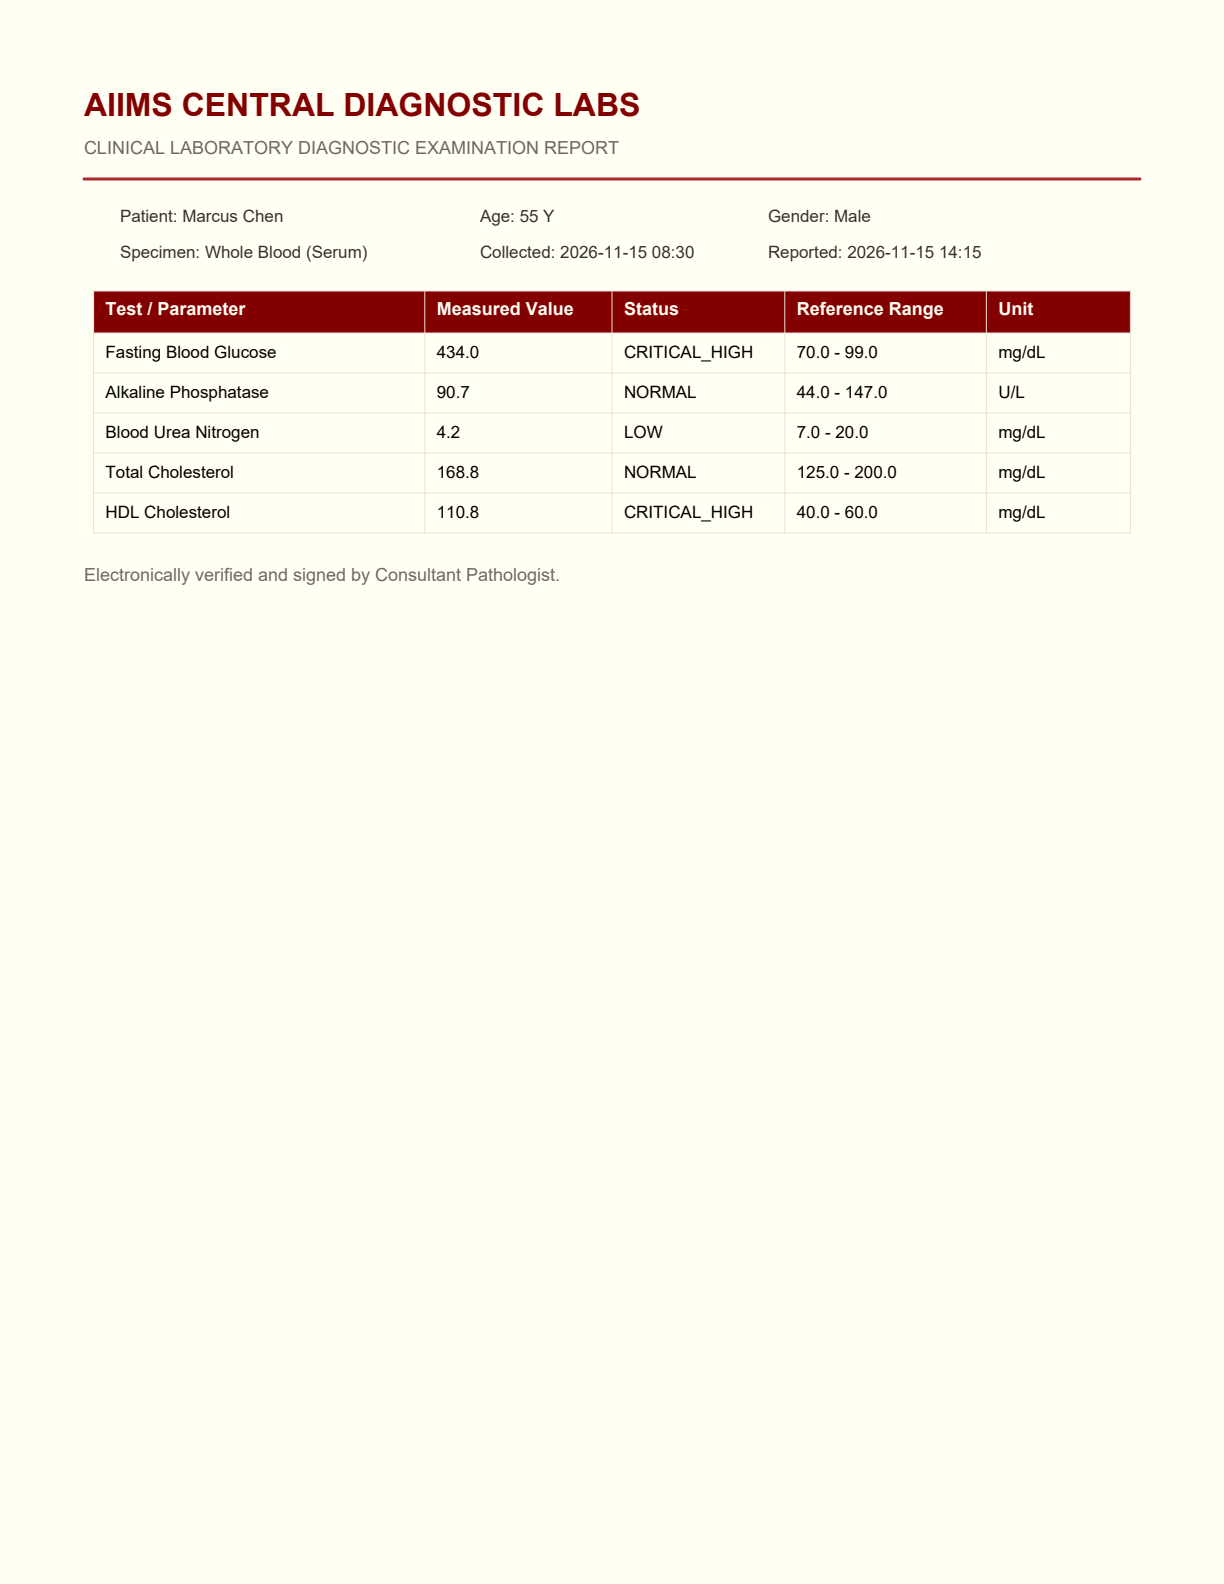 AIIMS CENTRAL DIAGNOSTIC LABS
CLINICAL LABORATORY DIAGNOSTIC EXAMINATION REPORT
Patient: Marcus Chen Age: 55 Y Gender: Male
Specimen: Whole Blood (Serum) Collected: 2026-11-15 08:30 Reported: 2026-11-15 14:15
Test / Parameter Measured Value Status Reference Range Unit
Fasting Blood Glucose 434.0 CRITICAL_HIGH 70.0 - 99.0 mg/dL
Alkaline Phosphatase 90.7 NORMAL 44.0 - 147.0 U/L
Blood Urea Nitrogen 4.2 LOW 7.0 - 20.0 mg/dL
Total Cholesterol 168.8 NORMAL 125.0 - 200.0 mg/dL
HDL Cholesterol 110.8 CRITICAL_HIGH 40.0 - 60.0 mg/dL
Electronically verified and signed by Consultant Pathologist.